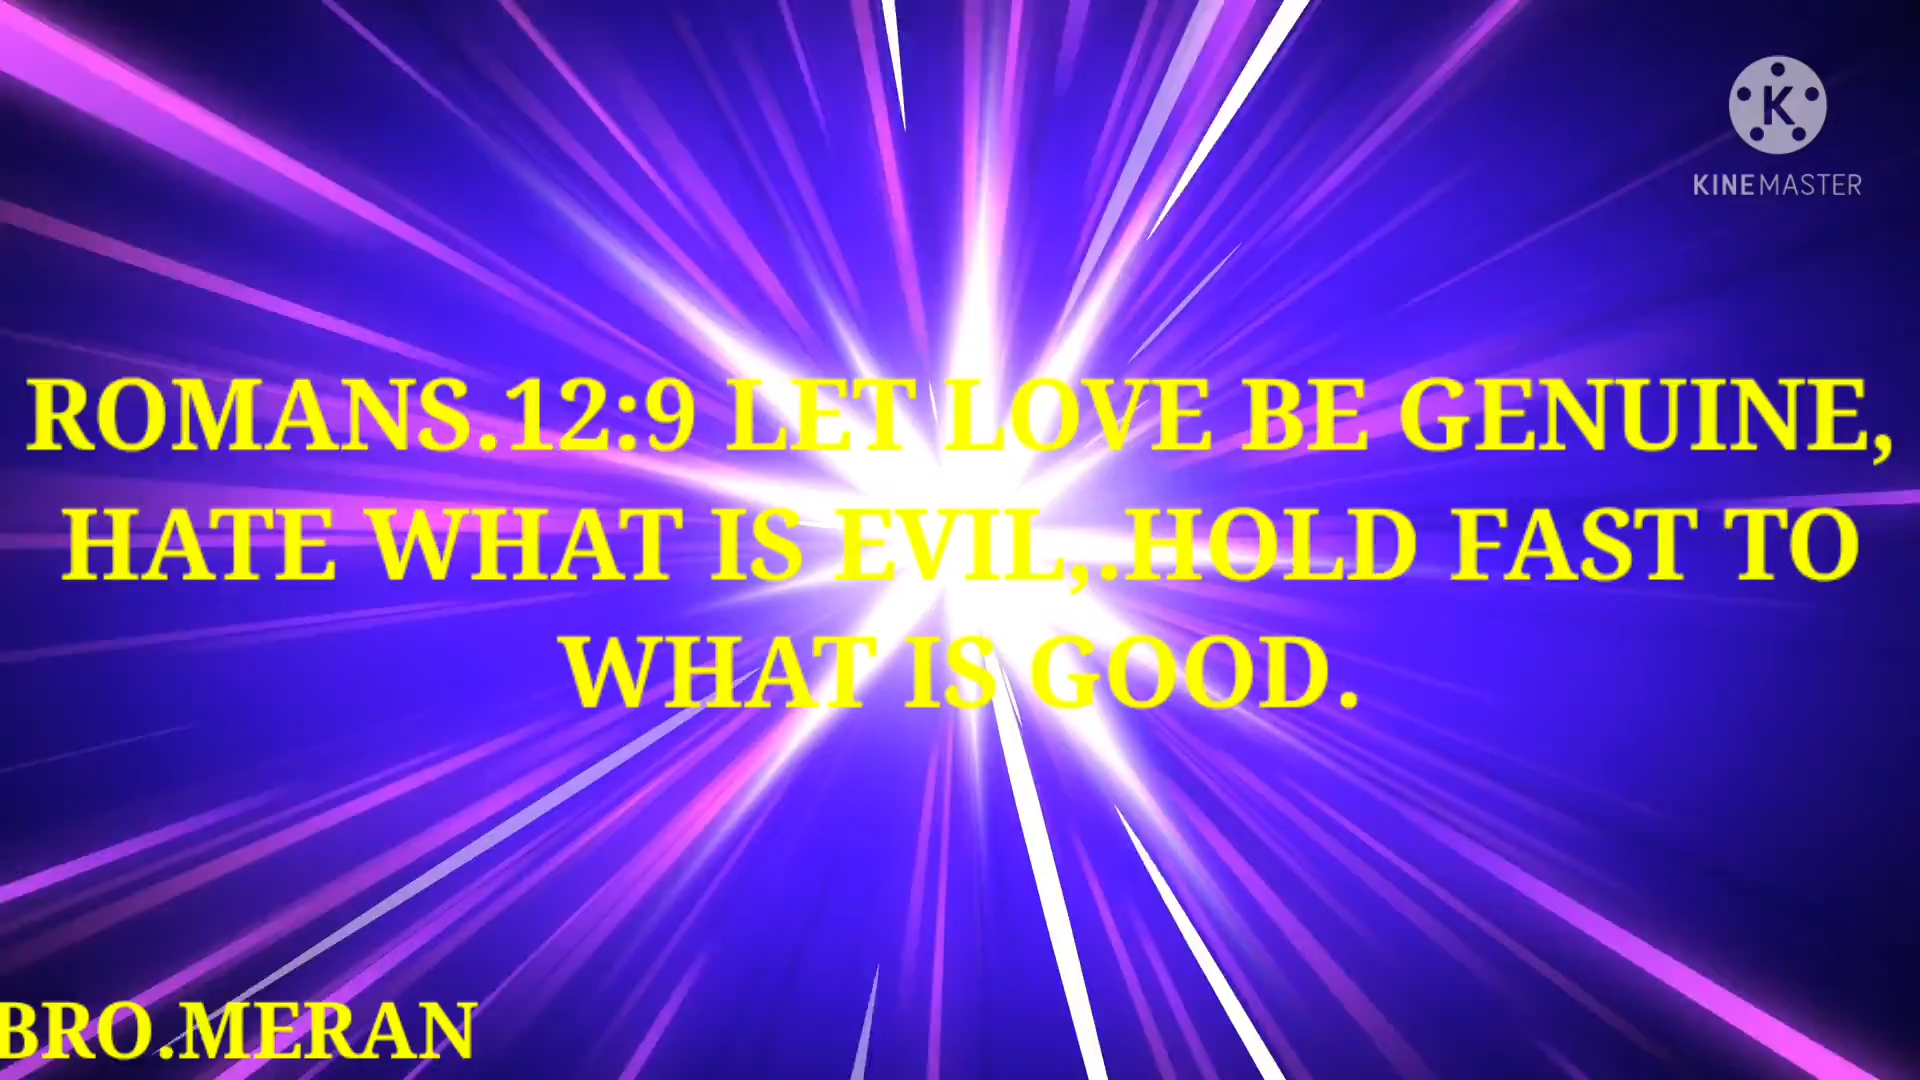 K
KINEMASTER
ROMANS.12:9 LET LOVE BE GENUINE,
HATE WHAT IS EVIL,.HOLD FAST TO
WHAT IS GOOD.
BRO.MERAN